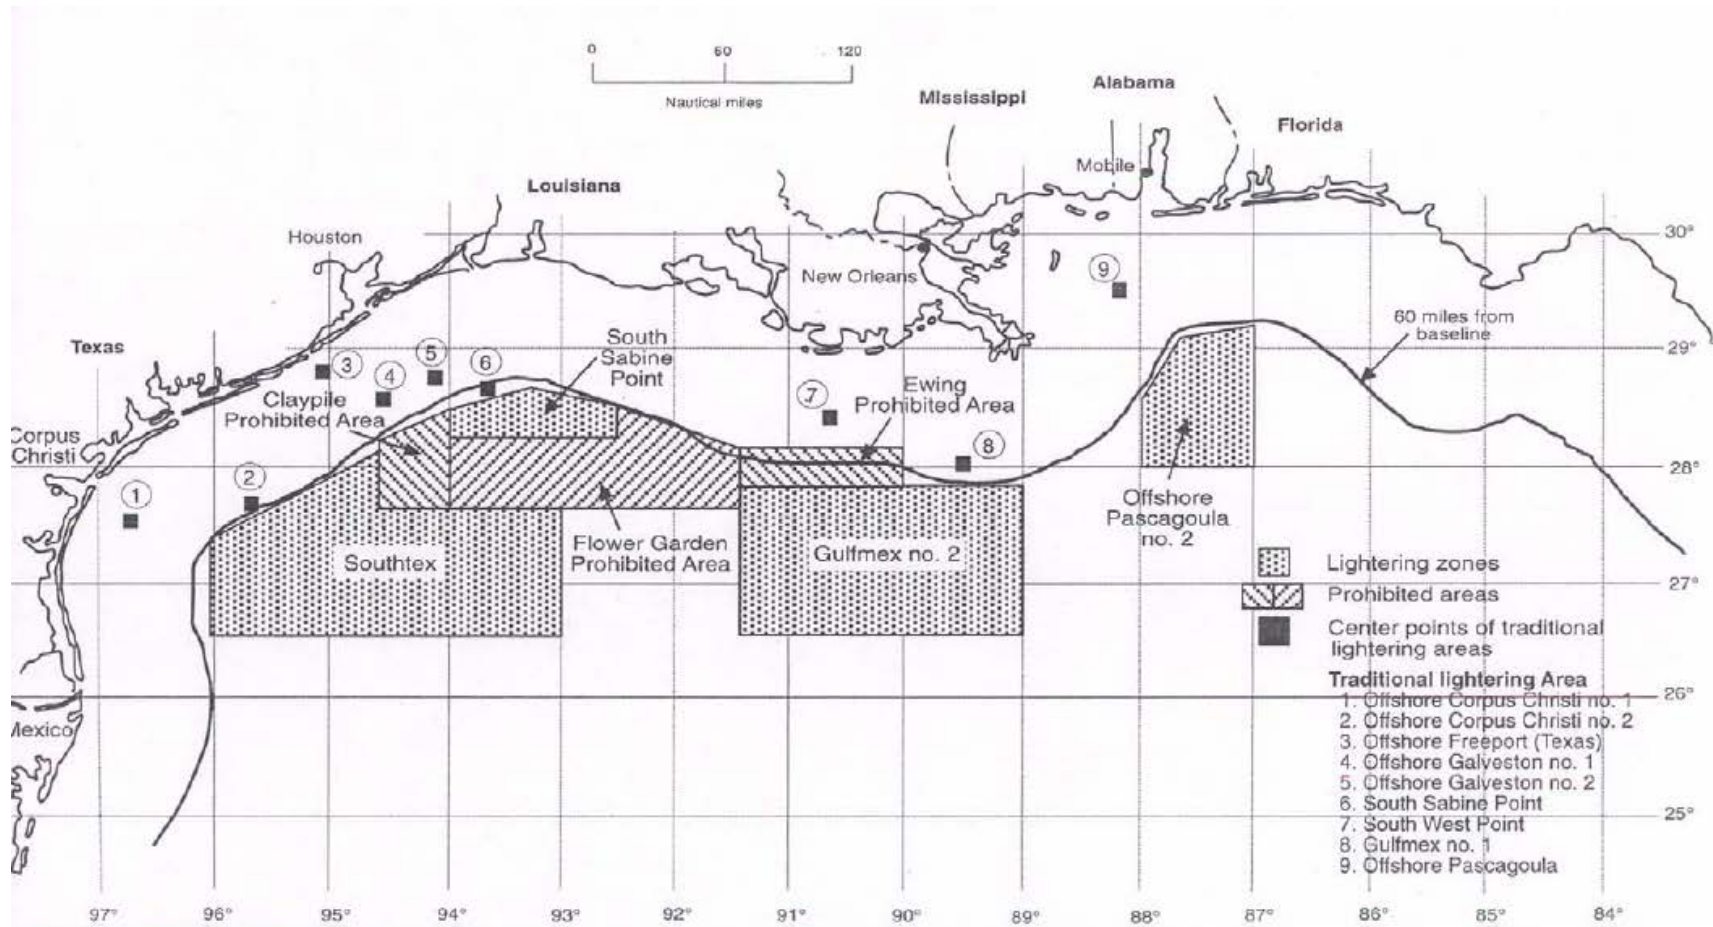 0 60 120
Nautical miles
Alabama
Mississippi
Florida
Mobile
Louisiana
Houston
New Orleans
30°
9
60 miles from
baseline
Texas
South
Sabine
Point
29°
3
4
5
6
7
Ewing
Prohibited Area
Claypile
Prohibited Area
8
Corpus
Christi
28°
1
2
Offshore
Pascagoula
no. 2
Flower Garden
Prohibited Area
Southtex
Gulfmex no. 2
Lightering zones
27°
Prohibited areas
Center points of traditional
lightering areas
Traditional lightering Area
26°
1. Offshore Corpus Christi no. 1
2. Offshore Corpus Christi no. 2
3. Offshore Freeport (Texas)
4. Offshore Galveston no. 1
5. Offshore Galveston no. 2
6. South Sabine Point
7. South West Point
8. Gulfmex no. 1
9. Offshore Pascagoula
25°
Mexico
97° 96° 95° 94° 93° 92° 91° 90° 89° 88° 87° 86° 85° 84°